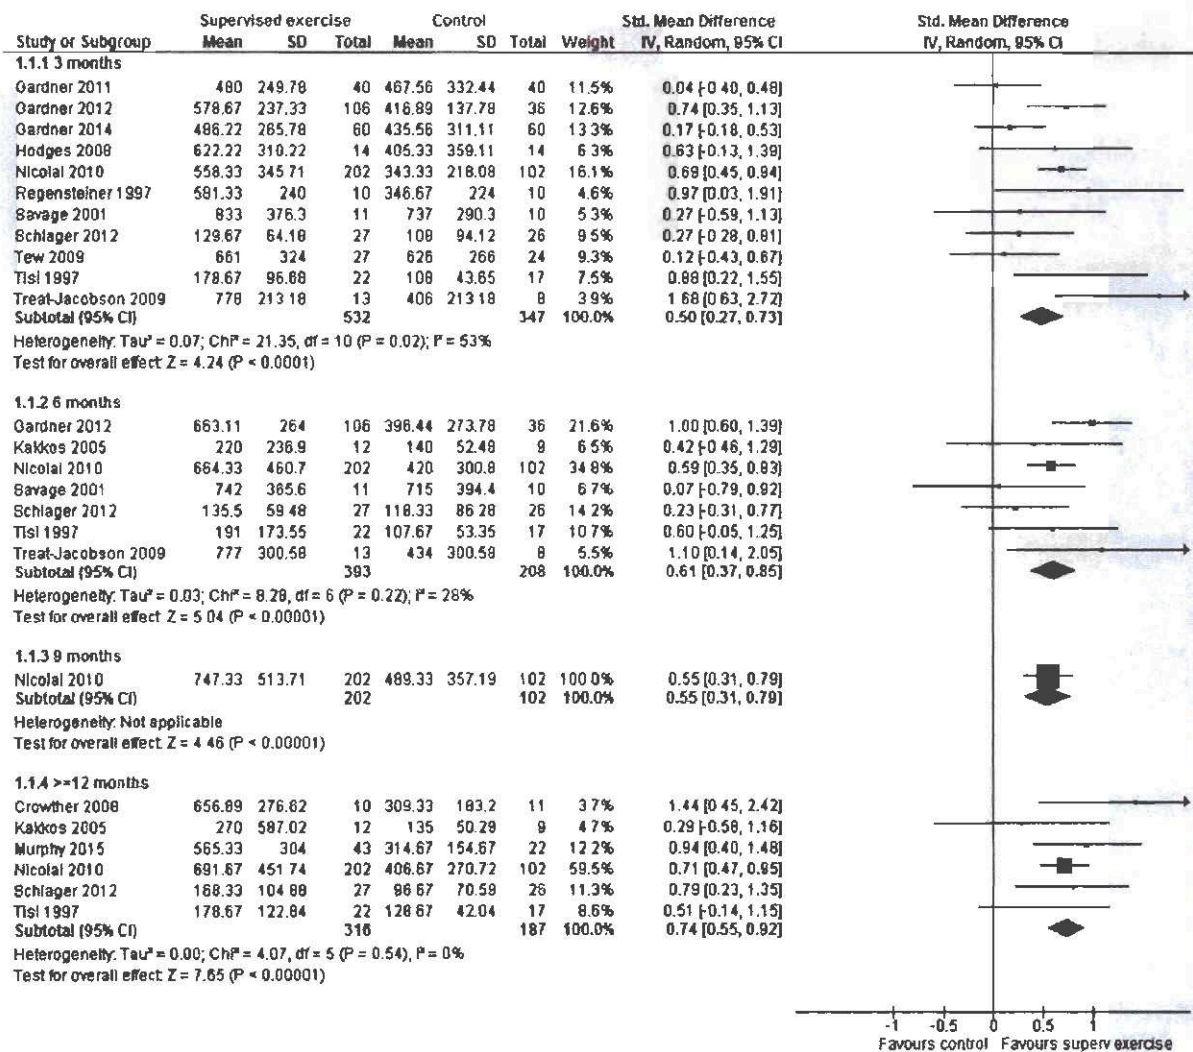 Supervised exercise Control Std. Mean Difference Std. Mean Difference
Study or Subgroup Mean SD Total Mean SD Total Weight IV, Random, 95% CI IV, Random, 95% CI
1.1.1 3 months
Gardner 2011 480 249.78 40 467.56 332.44 40 11.5% 0.04 [-0.40, 0.48]
Gardner 2012 578.67 237.33 106 416.89 137.78 36 12.6% 0.74 [0.35, 1.13]
Gardner 2014 486.22 265.78 60 435.56 311.11 60 13.3% 0.17 [-0.18, 0.53]
Hodges 2008 622.22 310.22 14 405.33 359.11 14 6.3% 0.63 [-0.13, 1.39]
Nicolai 2010 558.33 345.71 202 343.33 218.08 102 16.1% 0.69 [0.45, 0.94]
Regensteiner 1997 581.33 240 10 346.67 224 10 4.6% 0.97 [0.03, 1.91]
Savage 2001 833 376.3 11 737 290.3 10 5.3% 0.27 [-0.59, 1.13]
Schlager 2012 129.67 64.18 27 108 94.12 26 9.5% 0.27 [-0.28, 0.81]
Tew 2009 661 324 27 626 266 24 9.3% 0.12 [-0.43, 0.67]
Tisi 1997 178.67 96.68 22 108 43.65 17 7.5% 0.88 [0.22, 1.55]
Treat-Jacobson 2009 778 213.18 13 406 213.18 8 3.9% 1.68 [0.63, 2.72]
Subtotal (95% CI) 532 347 100.0% 0.50 [0.27, 0.73]
Heterogeneity: Tau² = 0.07; Chi² = 21.35, df = 10 (P = 0.02); I² = 53%
Test for overall effect: Z = 4.24 (P < 0.0001)
1.1.2 6 months
Gardner 2012 663.11 264 106 396.44 273.78 36 21.6% 1.00 [0.60, 1.39]
Kakkos 2005 220 236.9 12 140 52.48 9 6.5% 0.42 [-0.46, 1.29]
Nicolai 2010 664.33 460.7 202 420 300.8 102 34.8% 0.59 [0.35, 0.83]
Savage 2001 742 365.6 11 715 394.4 10 6.7% 0.07 [-0.79, 0.92]
Schlager 2012 135.5 59.48 27 118.33 86.28 26 14.2% 0.23 [-0.31, 0.77]
Tisi 1997 191 173.55 22 107.67 53.35 17 10.7% 0.60 [-0.05, 1.25]
Treat-Jacobson 2009 777 300.58 13 434 300.58 8 5.5% 1.10 [0.14, 2.05]
Subtotal (95% CI) 393 208 100.0% 0.61 [0.37, 0.85]
Heterogeneity: Tau² = 0.03; Chi² = 8.28, df = 6 (P = 0.22); I² = 28%
Test for overall effect: Z = 5.04 (P < 0.00001)
1.1.3 9 months
Nicolai 2010 747.33 513.71 202 489.33 357.19 102 100.0% 0.55 [0.31, 0.79]
Subtotal (95% CI) 202 102 100.0% 0.55 [0.31, 0.79]
Heterogeneity: Not applicable
Test for overall effect: Z = 4.46 (P < 0.00001)
1.1.4 >=12 months
Crowther 2008 656.89 276.82 10 309.33 183.2 11 3.7% 1.44 [0.45, 2.42]
Kakkos 2005 270 587.02 12 135 50.29 9 4.7% 0.29 [-0.58, 1.16]
Murphy 2015 565.33 304 43 314.67 154.67 22 12.2% 0.94 [0.40, 1.48]
Nicolai 2010 691.67 451.74 202 406.67 270.72 102 59.5% 0.71 [0.47, 0.95]
Schlager 2012 168.33 104.88 27 96.67 70.59 26 11.3% 0.79 [0.23, 1.35]
Tisi 1997 178.67 122.84 22 128.67 42.04 17 8.6% 0.51 [-0.14, 1.15]
Subtotal (95% CI) 316 187 100.0% 0.74 [0.55, 0.92]
Heterogeneity: Tau² = 0.00; Chi² = 4.07, df = 5 (P = 0.54), I² = 0%
Test for overall effect: Z = 7.65 (P < 0.00001)
-1 -0.5 0 0.5 1
Favours control Favours superv exercise